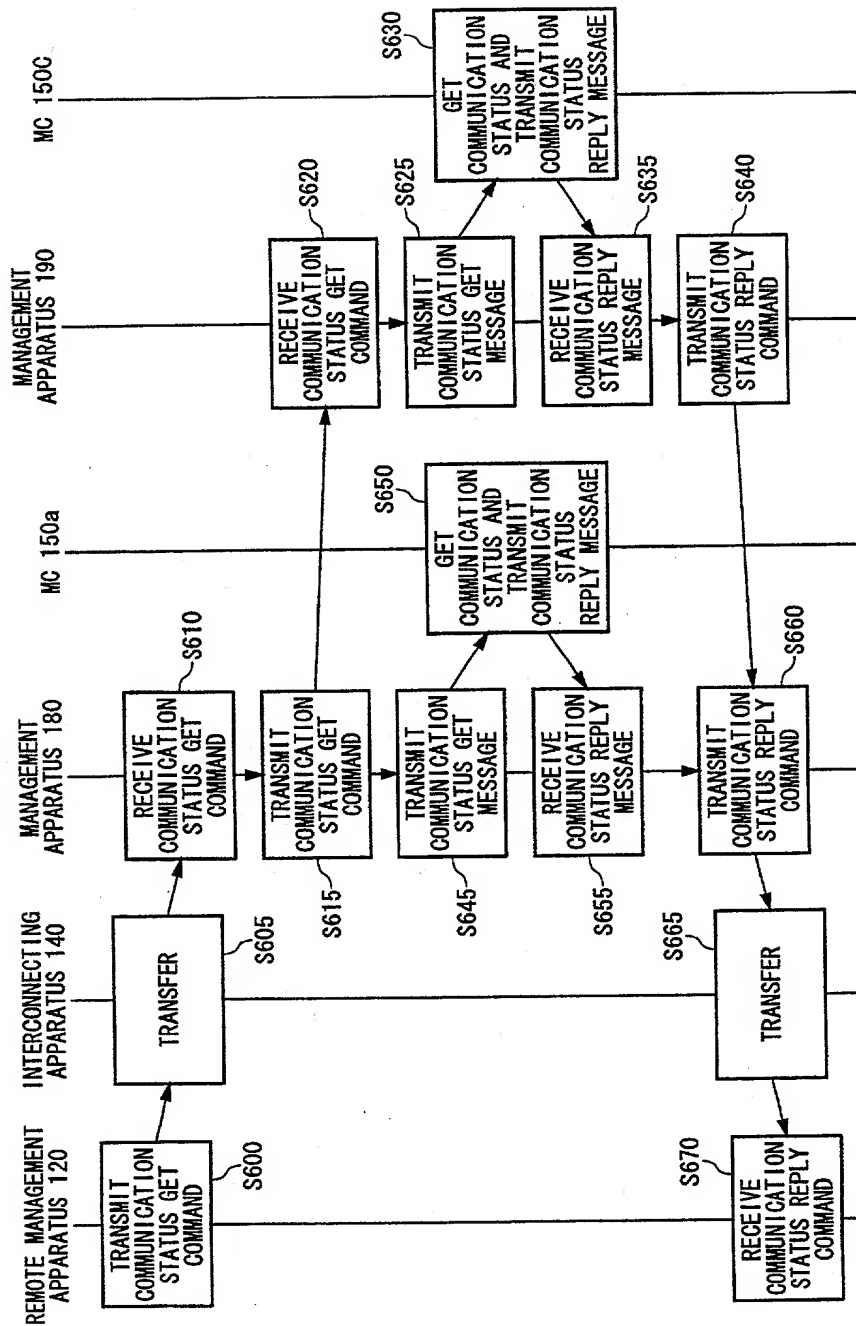 REMOTE MANAGEMENT
APPARATUS 120
INTERCONNECTING
APPARATUS 140
MANAGEMENT
APPARATUS 180
MC 150a
MANAGEMENT
APPARATUS 190
MC 150C
TRANSMIT
COMMUNICATION
STATUS GET
COMMAND
S600
TRANSFER
S605
RECEIVE
COMMUNICATION
STATUS GET
COMMAND
S610
TRANSMIT
COMMUNICATION
STATUS GET
COMMAND
S615
RECEIVE
COMMUNICATION
STATUS GET
COMMAND
S620
TRANSMIT
COMMUNICATION
STATUS GET
MESSAGE
S625
GET
COMMUNICATION
STATUS AND
TRANSMIT
COMMUNICATION
STATUS
REPLY MESSAGE
S630
RECEIVE
COMMUNICATION
STATUS REPLY
MESSAGE
S635
TRANSMIT
COMMUNICATION
STATUS REPLY
COMMAND
S640
TRANSMIT
COMMUNICATION
STATUS GET
MESSAGE
S645
GET
COMMUNICATION
STATUS AND
TRANSMIT
COMMUNICATION
STATUS
REPLY MESSAGE
S650
RECEIVE
COMMUNICATION
STATUS REPLY
MESSAGE
S655
TRANSMIT
COMMUNICATION
STATUS REPLY
COMMAND
S660
TRANSFER
S665
RECEIVE
COMMUNICATION
STATUS REPLY
COMMAND
S670